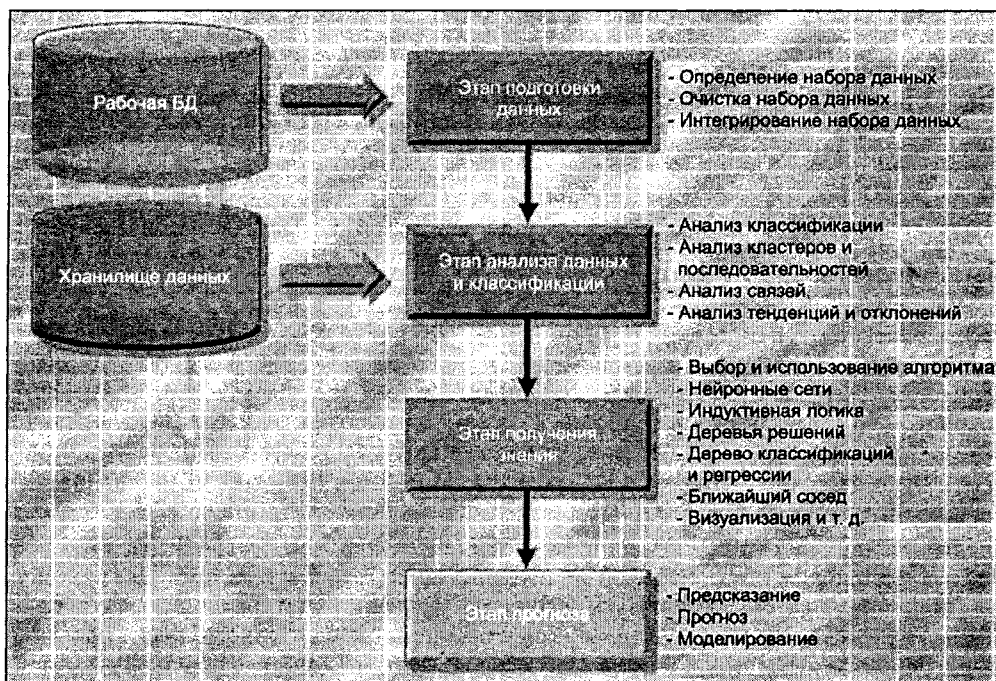 Рабочая БД
Этап подготовки
данных
- Определение набора данных
- Очистка набора данных
- Интегрирование набора данных
Хранилище данных
Этап анализа данных
и классификации
- Анализ классификации
- Анализ кластеров и
последовательностей
- Анализ связей
- Анализ тенденций и отклонений
Этап получения
знания
- Выбор и использование алгоритма
- Нейронные сети
- Индуктивная логика
- Деревья решений
- Дерево классификаций
и регрессии
- Ближайший сосед
- Визуализация и т. д.
Этап прогноза
- Предсказание
- Прогноз
- Моделирование